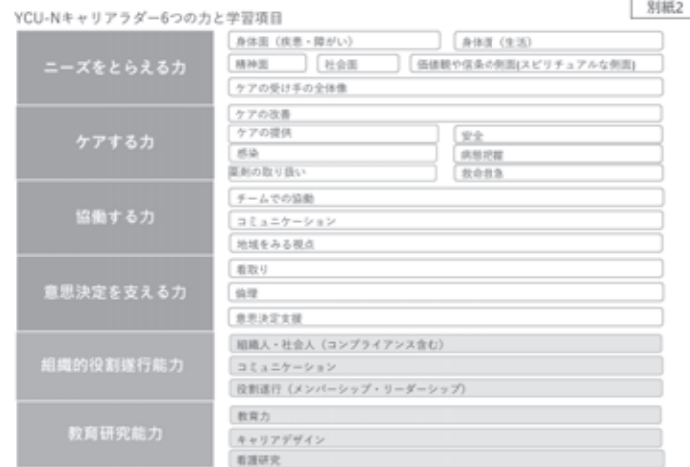 別紙2
YCU-Nキャリアラダー6つの力と学習項目
ニーズをとらえる力
身体面（疾患・障がい）
身体面（生活）
精神面
社会面
価値観や信条の側面(スピリチュアルな側面)
ケアの受け手の全体像
ケアする力
ケアの改善
ケアの提供
安全
感染
病態把握
薬剤の取り扱い
救命救急
協働する力
チームでの協働
コミュニケーション
地域をみる視点
意思決定を支える力
看取り
倫理
意思決定支援
組織的役割遂行能力
組織人・社会人（コンプライアンス含む）
コミュニケーション
役割遂行（メンバーシップ・リーダーシップ）
教育研究能力
教育力
キャリアデザイン
看護研究